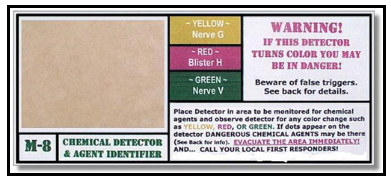 ~ YELLOW ~
Nerve G
~ RED ~
Blister H
~ GREEN ~
Nerve V
WARNING!
IF THIS DETECTOR
TURNS COLOR YOU MAY
BE IN DANGER!
Beware of false triggers.
See back for details.
M-8
CHEMICAL DETECTOR
& AGENT IDENTIFIER
Place Detector in area to be monitored for chemical
agents and observe detector for any color change such
as YELLOW, RED, OR GREEN. If dots appear on the
detector DANGEROUS CHEMICAL AGENTS may be there
(See Back for info). EVACUATE THE AREA IMMEDIATELY!
AND... CALL YOUR LOCAL FIRST RESPONDERS!